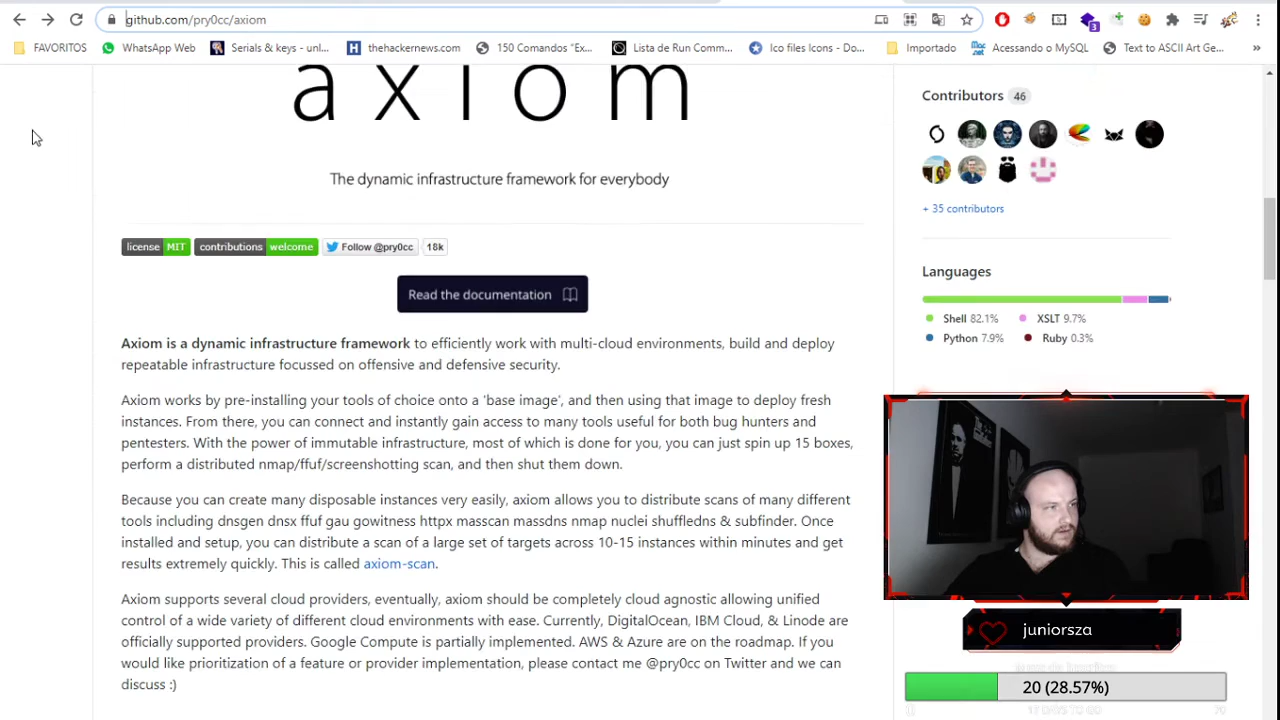 github.com/pry0cc/axiom
3
FAVORITOS
WhatsApp Web
Serials & keys - unl...
thehackernews.com
150 Comandos "Ex...
Lista de Run Comm...
Ico files Icons - Do...
Importado
Acessando o MySQL
Text to ASCII Art Ge...
»
axiom
The dynamic infrastructure framework for everybody
license MIT
contributions welcome
Follow @pry0cc
18k
Read the documentation
Axiom is a dynamic infrastructure framework to efficiently work with multi-cloud environments, build and deploy
repeatable infrastructure focussed on offensive and defensive security.
Axiom works by pre-installing your tools of choice onto a 'base image', and then using that image to deploy fresh
instances. From there, you can connect and instantly gain access to many tools useful for both bug hunters and
pentesters. With the power of immutable infrastructure, most of which is done for you, you can just spin up 15 boxes,
perform a distributed nmap/ffuf/screenshotting scan, and then shut them down.
Because you can create many disposable instances very easily, axiom allows you to distribute scans of many different
tools including dnsgen dnsx ffuf gau gowitness httpx masscan massdns nmap nuclei shuffledns & subfinder. Once
installed and setup, you can distribute a scan of a large set of targets across 10-15 instances within minutes and get
results extremely quickly. This is called axiom-scan.
Axiom supports several cloud providers, eventually, axiom should be completely cloud agnostic allowing unified
control of a wide variety of different cloud environments with ease. Currently, DigitalOcean, IBM Cloud, & Linode are
officially supported providers. Google Compute is partially implemented. AWS & Azure are on the roadmap. If you
would like prioritization of a feature or provider implementation, please contact me @pry0cc on Twitter and we can
discuss :)
Contributors 46
+ 35 contributors
Languages
Shell 82.1%
XSLT 9.7%
Python 7.9%
Ruby 0.3%
juniorsza
20 (28.57%)